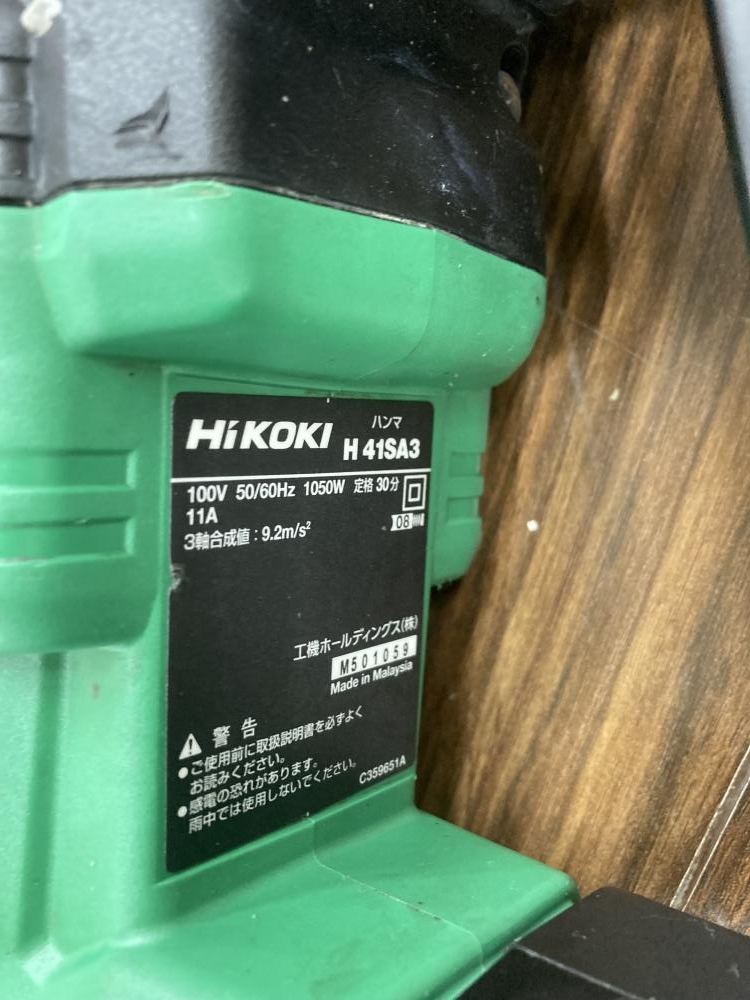 HiKOKI
ハンマ
H 41SA3
100V 50/60Hz 1050W 定格 30分
11A
08
3軸合成値：9.2m/s²
工機ホールディングス(株)
M501059
Made in Malaysia
警告
●ご使用前に取扱説明書を必ずよく
お読みください。
●感電の恐れがあります。
雨中では使用しないでください。
C359651A